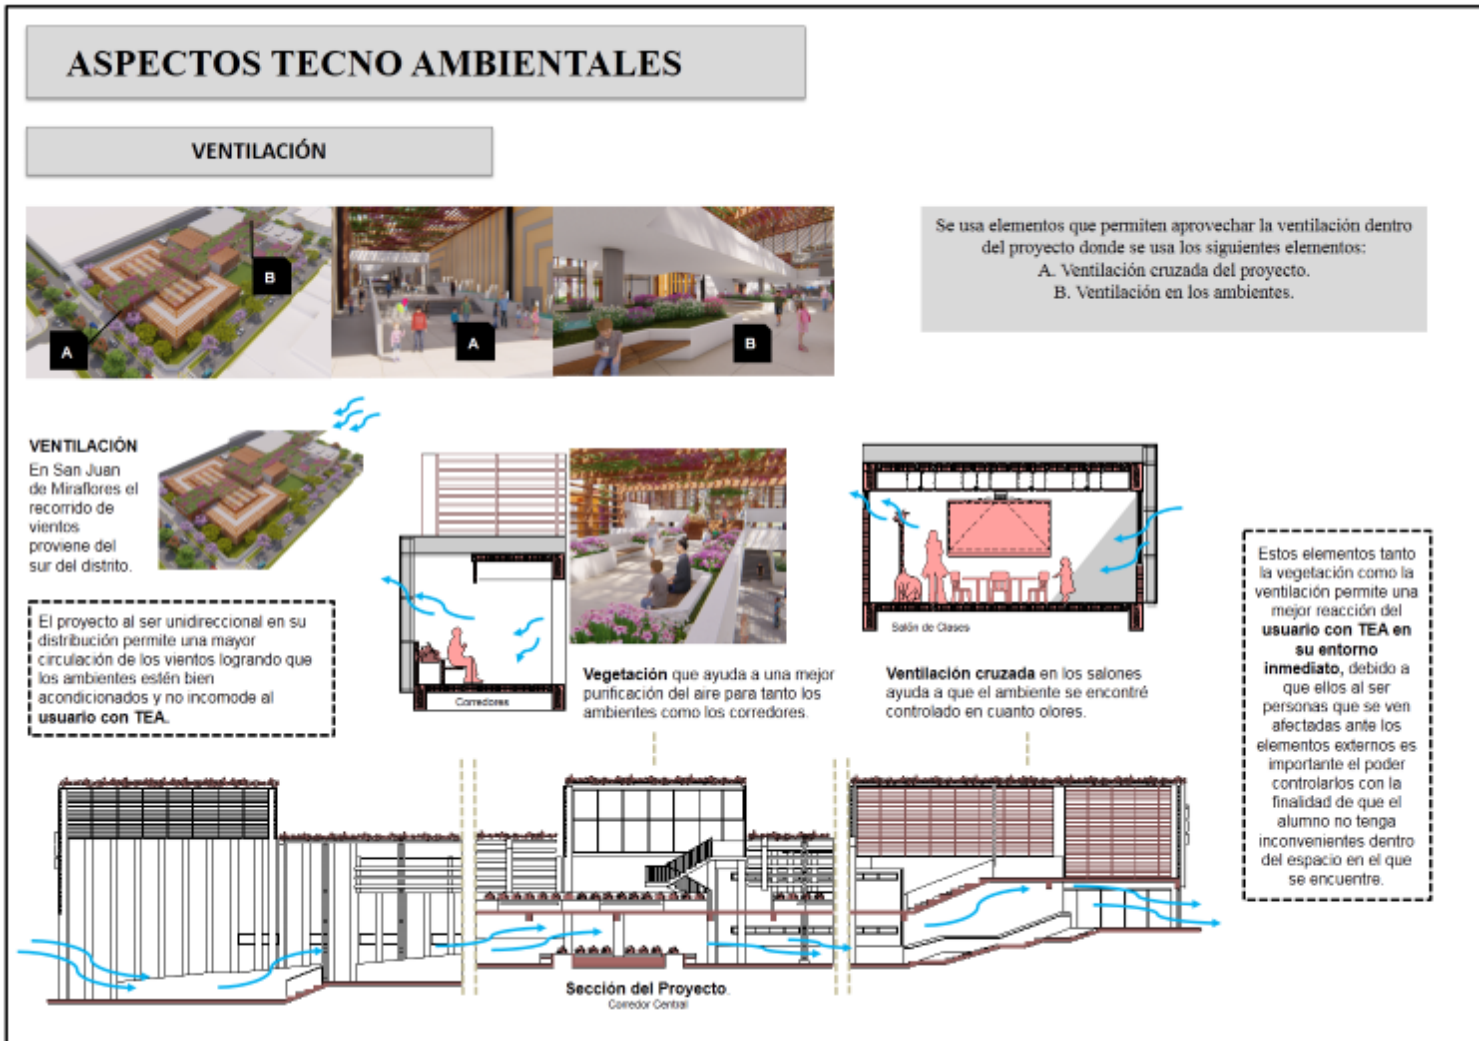 ASPECTOS TECNO AMBIENTALES
VENTILACIÓN
A
B
A
B
Se usa elementos que permiten aprovechar la ventilación dentro
del proyecto donde se usa los siguientes elementos:
A. Ventilación cruzada del proyecto.
B. Ventilación en los ambientes.
VENTILACIÓN
En San Juan
de Miraflores el
recorrido de
vientos
proviene del
sur del distrito.
El proyecto al ser unidireccional en su
distribución permite una mayor
circulación de los vientos logrando que
los ambientes estén bien
acondicionados y no incomode al
usuario con TEA.
Corredores
Vegetación que ayuda a una mejor
purificación del aire para tanto los
ambientes como los corredores.
Salón de Clases
Ventilación cruzada en los salones
ayuda a que el ambiente se encontré
controlado en cuanto olores.
Estos elementos tanto
la vegetación como la
ventilación permite una
mejor reacción del
usuario con TEA en
su entorno
inmediato, debido a
que ellos al ser
personas que se ven
afectadas ante los
elementos externos es
importante el poder
controlarlos con la
finalidad de que el
alumno no tenga
inconvenientes dentro
del espacio en el que
se encuentre.
Sección del Proyecto.
Corredor Central